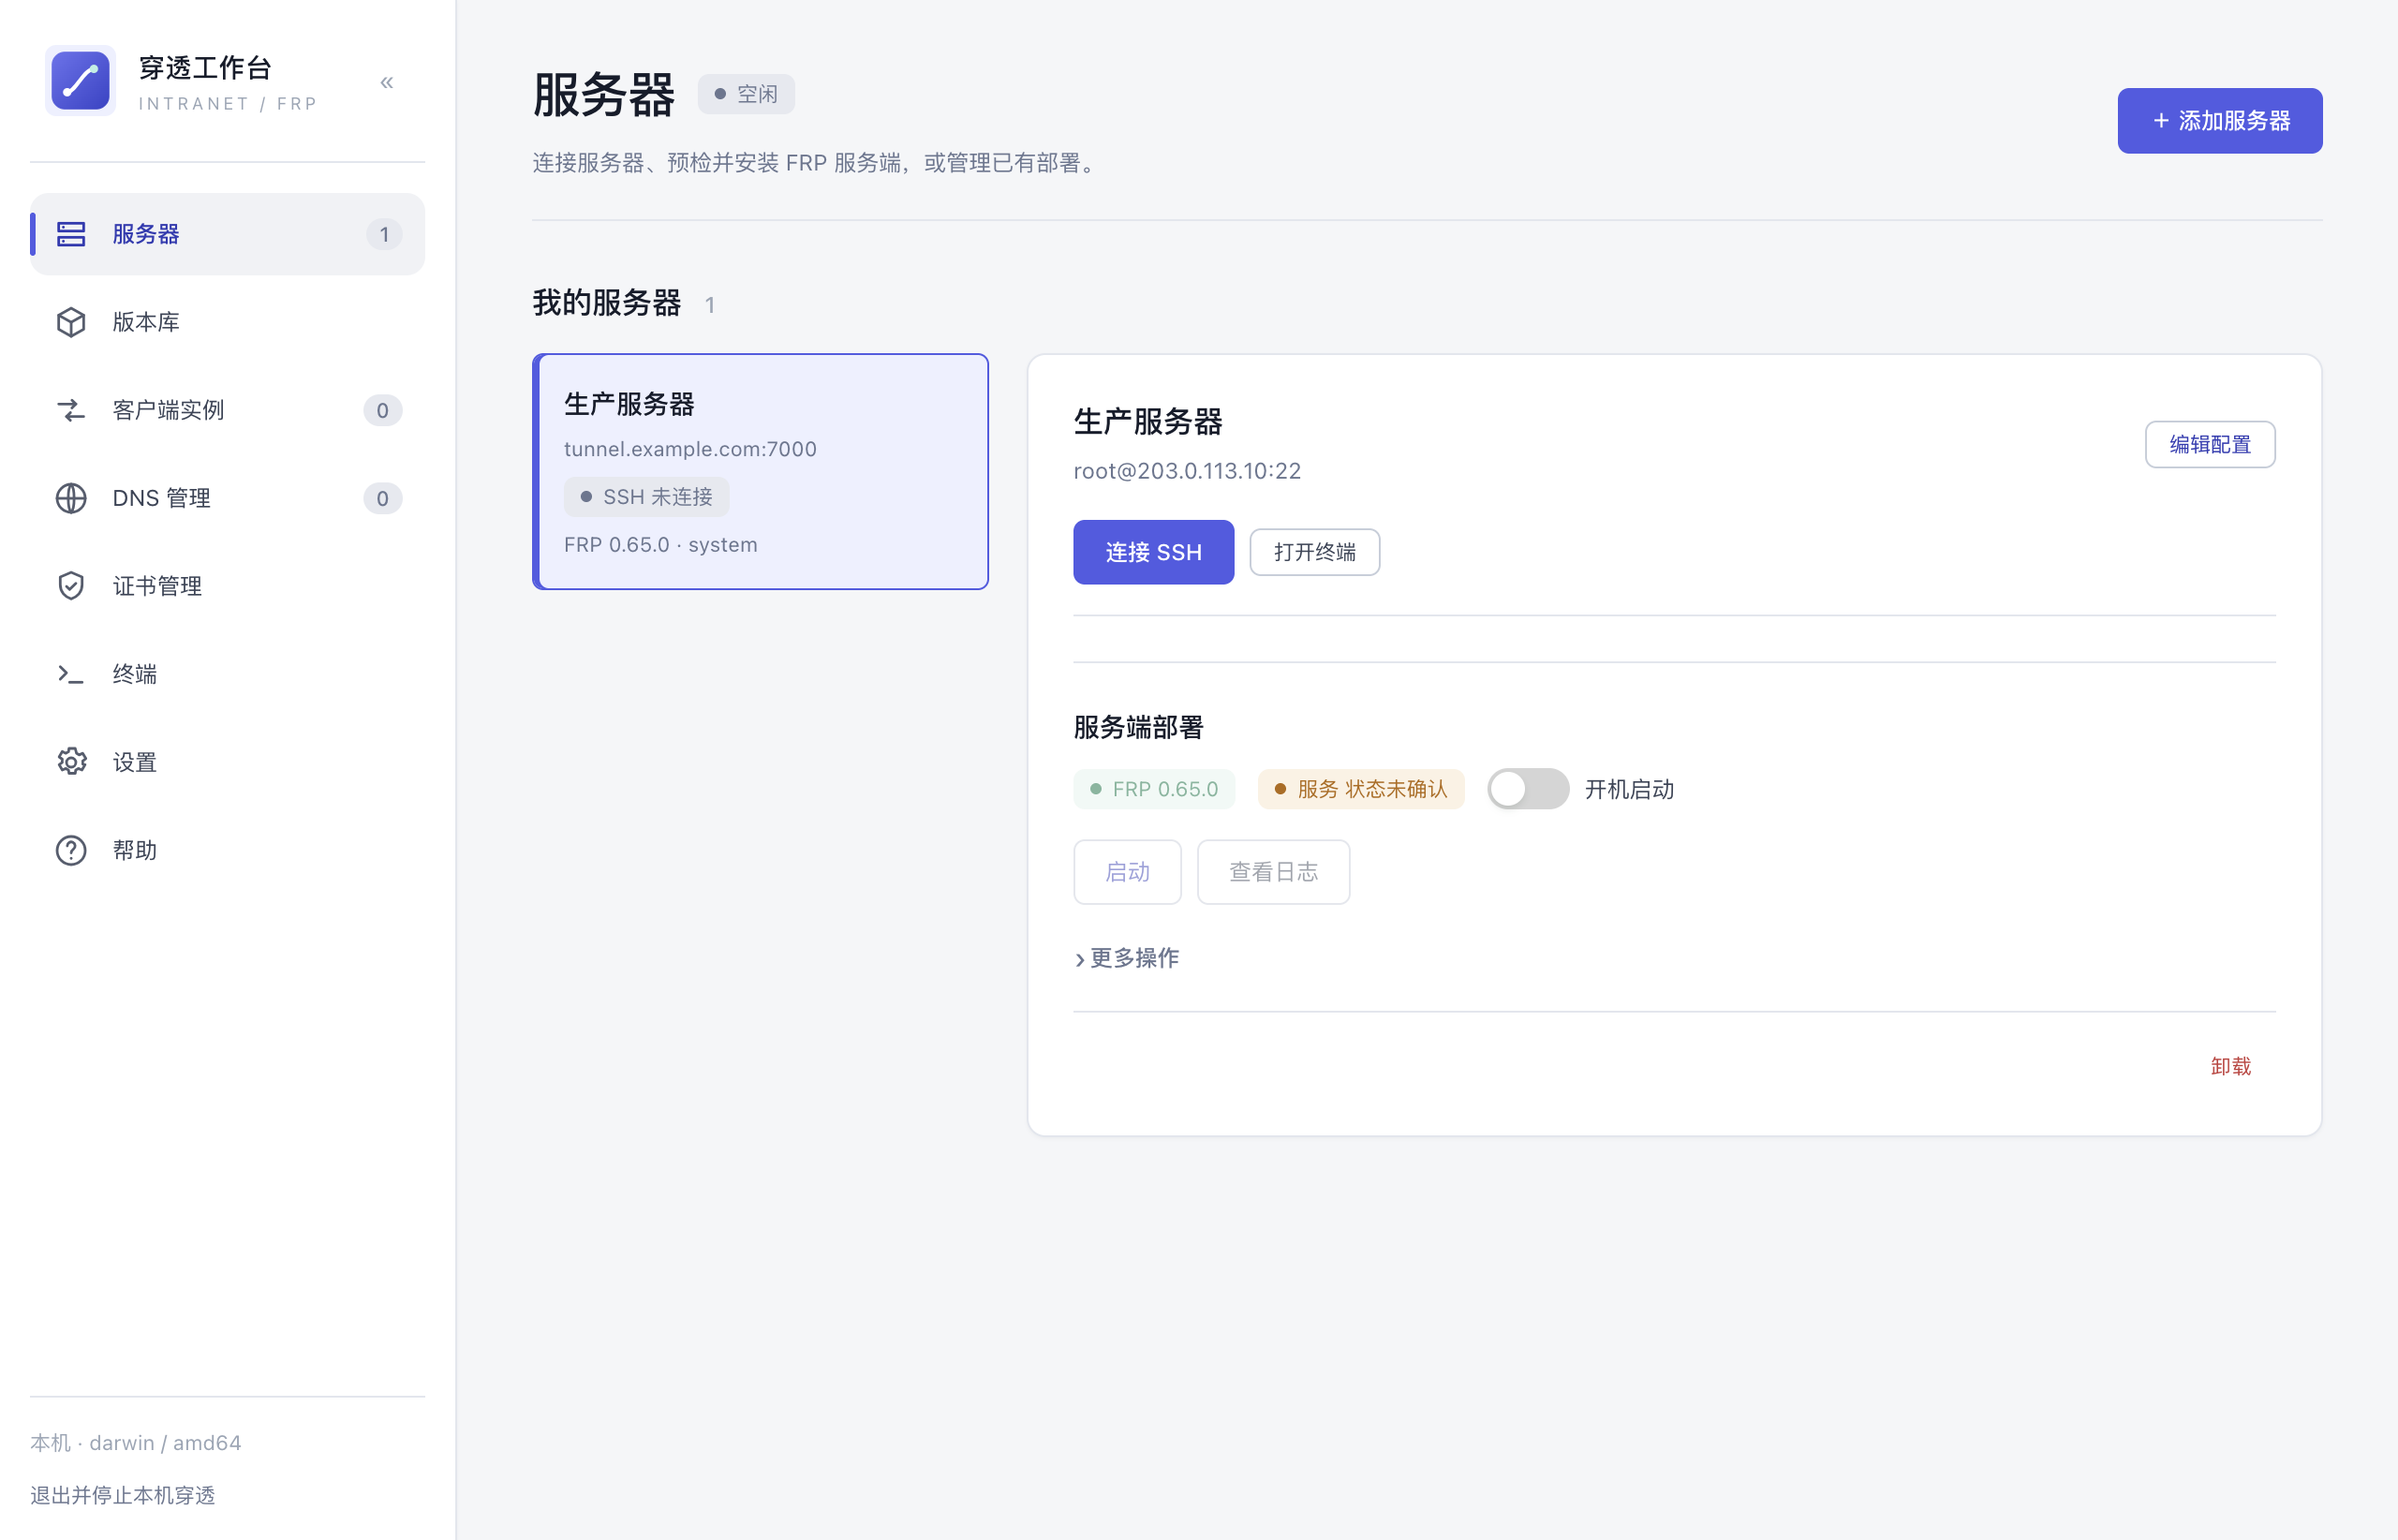 穿透工作台
INTRANET / FRP
«
服务器 1
版本库
客户端实例 0
DNS 管理 0
证书管理
终端
设置
帮助
本机 · darwin / amd64
退出并停止本机穿透
服务器 空闲
连接服务器、预检并安装 FRP 服务端，或管理已有部署。
+ 添加服务器
我的服务器 1
生产服务器
tunnel.example.com:7000
SSH 未连接
FRP 0.65.0 · system
生产服务器
root@203.0.113.10:22
编辑配置
连接 SSH 打开终端
服务端部署
FRP 0.65.0 服务 状态未确认 开机启动
启动 查看日志
› 更多操作
卸载